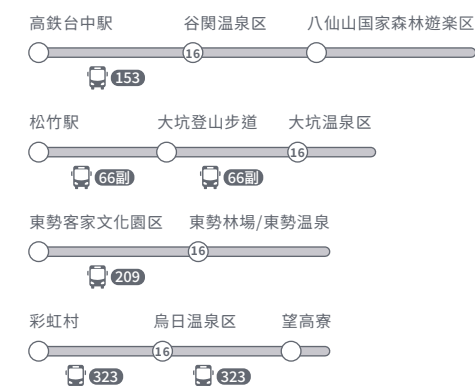 高鉄台中駅 谷関温泉区 八仙山国家森林遊楽区
16
153
松竹駅 大坑登山步道 大坑温泉区
16
66副 66副
東勢客家文化園区 東勢林場/東勢温泉
16
209
彩虹村 烏日温泉区 望高寮
16
323 323